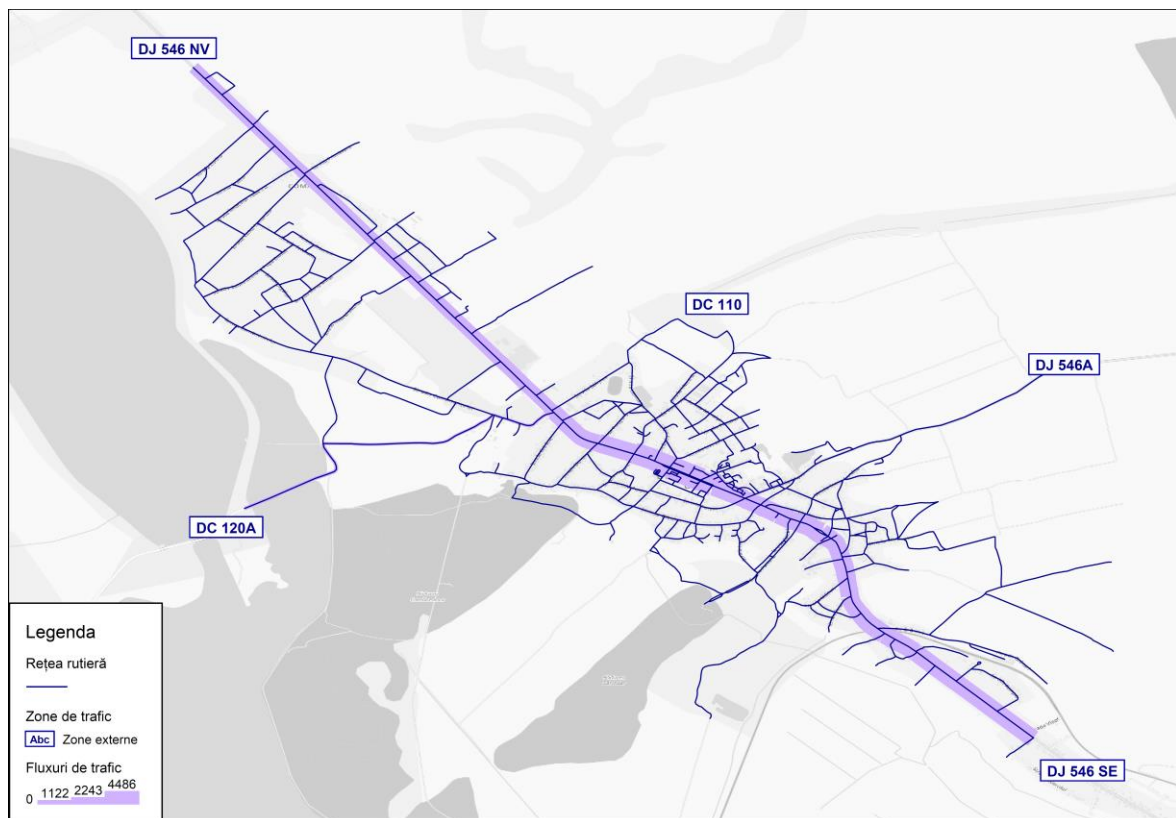 DJ 546 NV
DC 110
DJ 546A
DC 120A
DJ 546 SE
Legenda
Rețea rutieră
Zone de trafic
Abc Zone externe
Fluxuri de trafic
0 1122 2243 4486